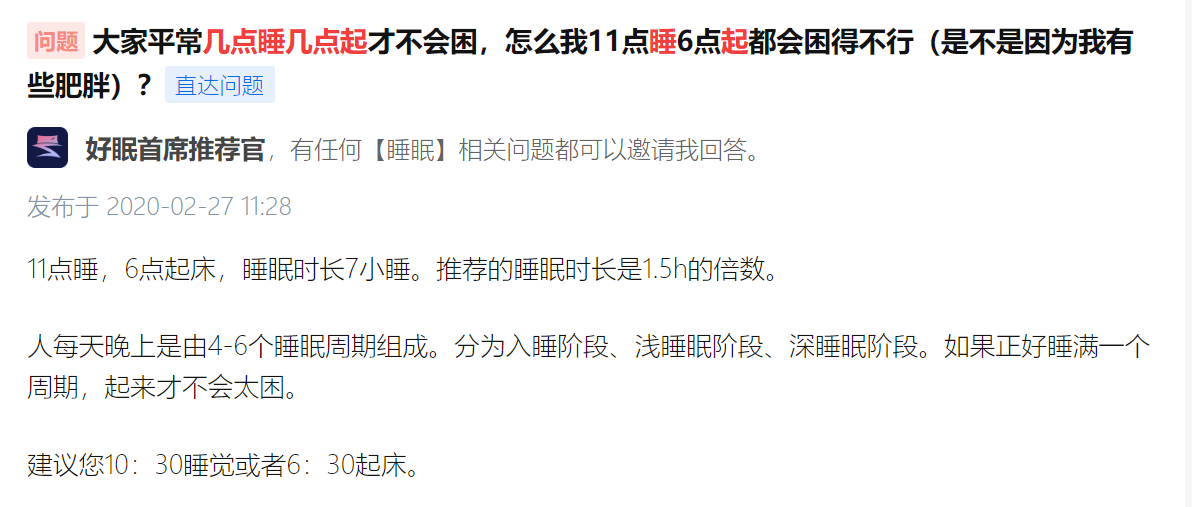 问题 大家平常几点睡几点起才不会困，怎么我11点睡6点起都会困得不行（是不是因为我有
些肥胖）？ 直达问题
好眠首席推荐官，有任何【睡眠】相关问题都可以邀请我回答。
发布于 2020-02-27 11:28
11点睡，6点起床，睡眠时长7小睡。推荐的睡眠时长是1.5h的倍数。
人每天晚上是由4-6个睡眠周期组成。分为入睡阶段、浅睡眠阶段、深睡眠阶段。如果正好睡满一个
周期，起来才不会太困。
建议您10：30睡觉或者6：30起床。